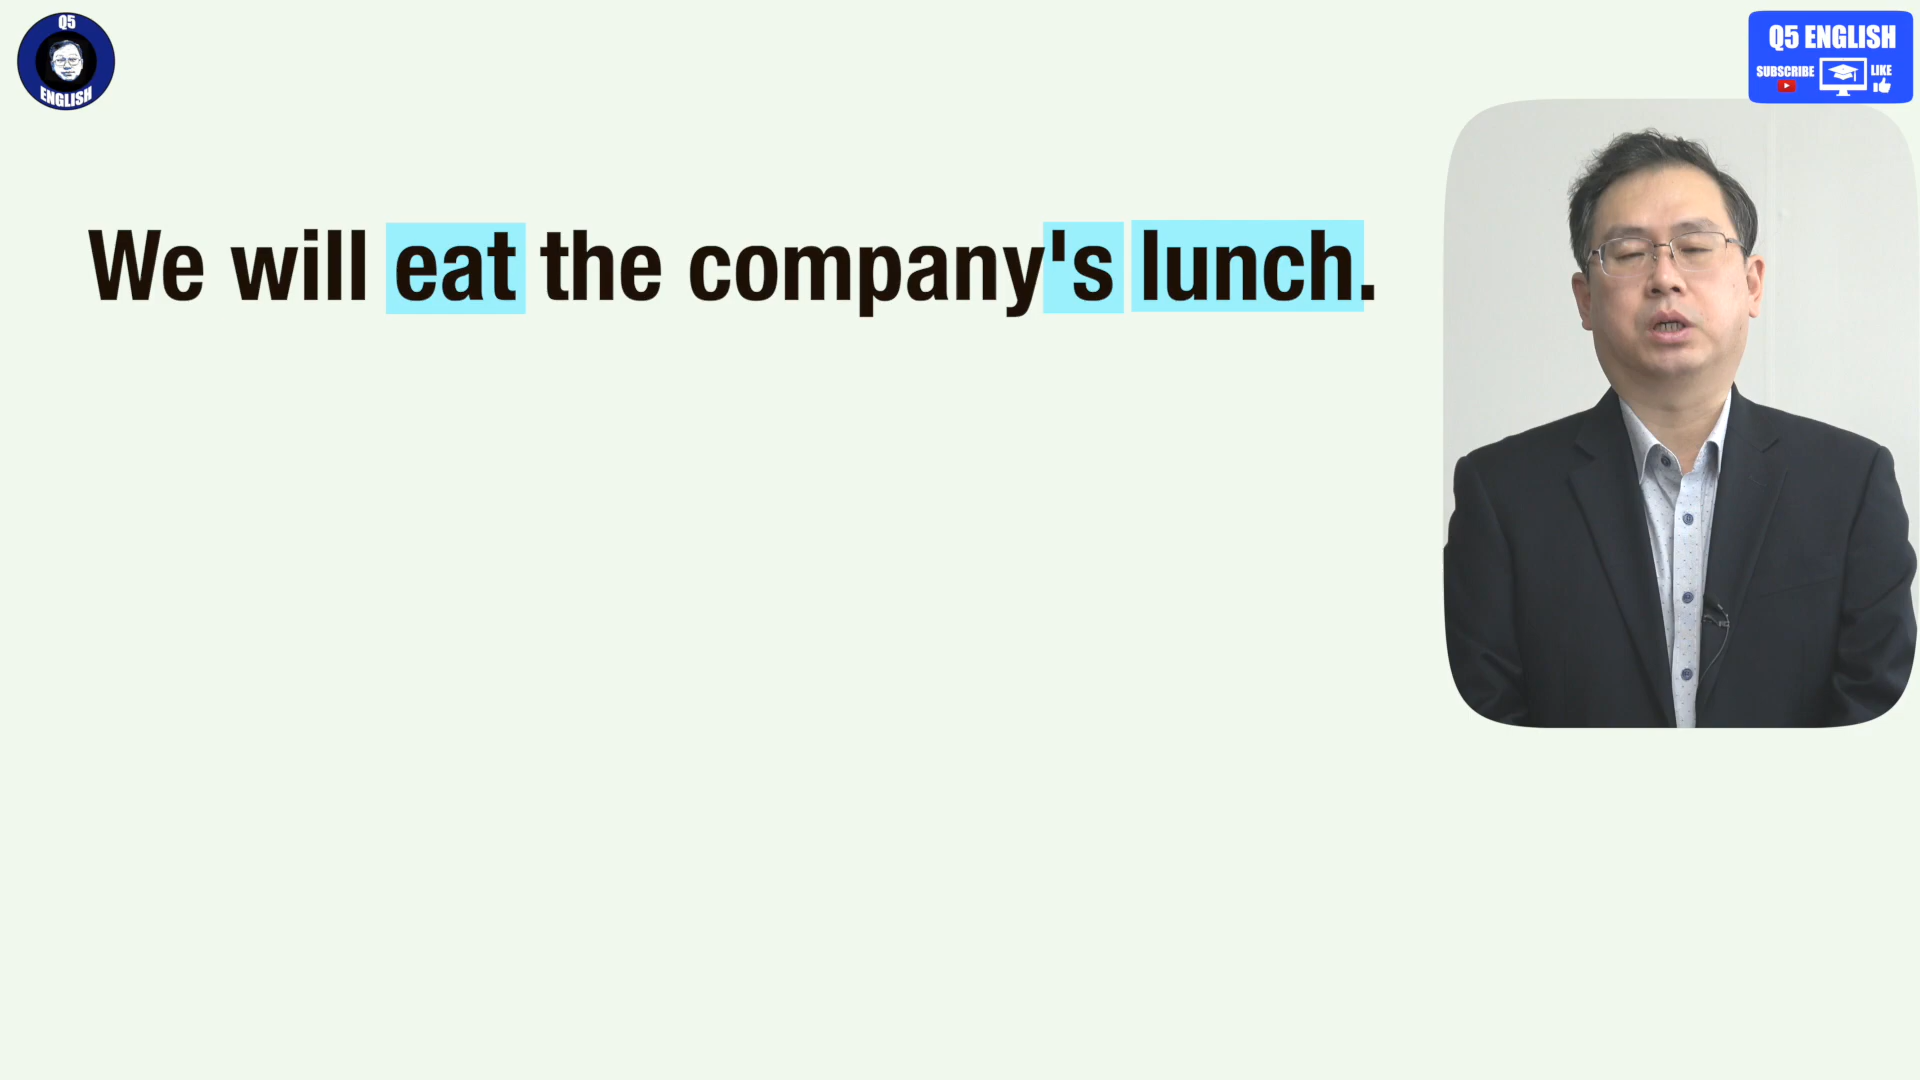 Q5
ENGLISH
Q5 ENGLISH
SUBSCRIBE
LIKE
We will eat the company's lunch.